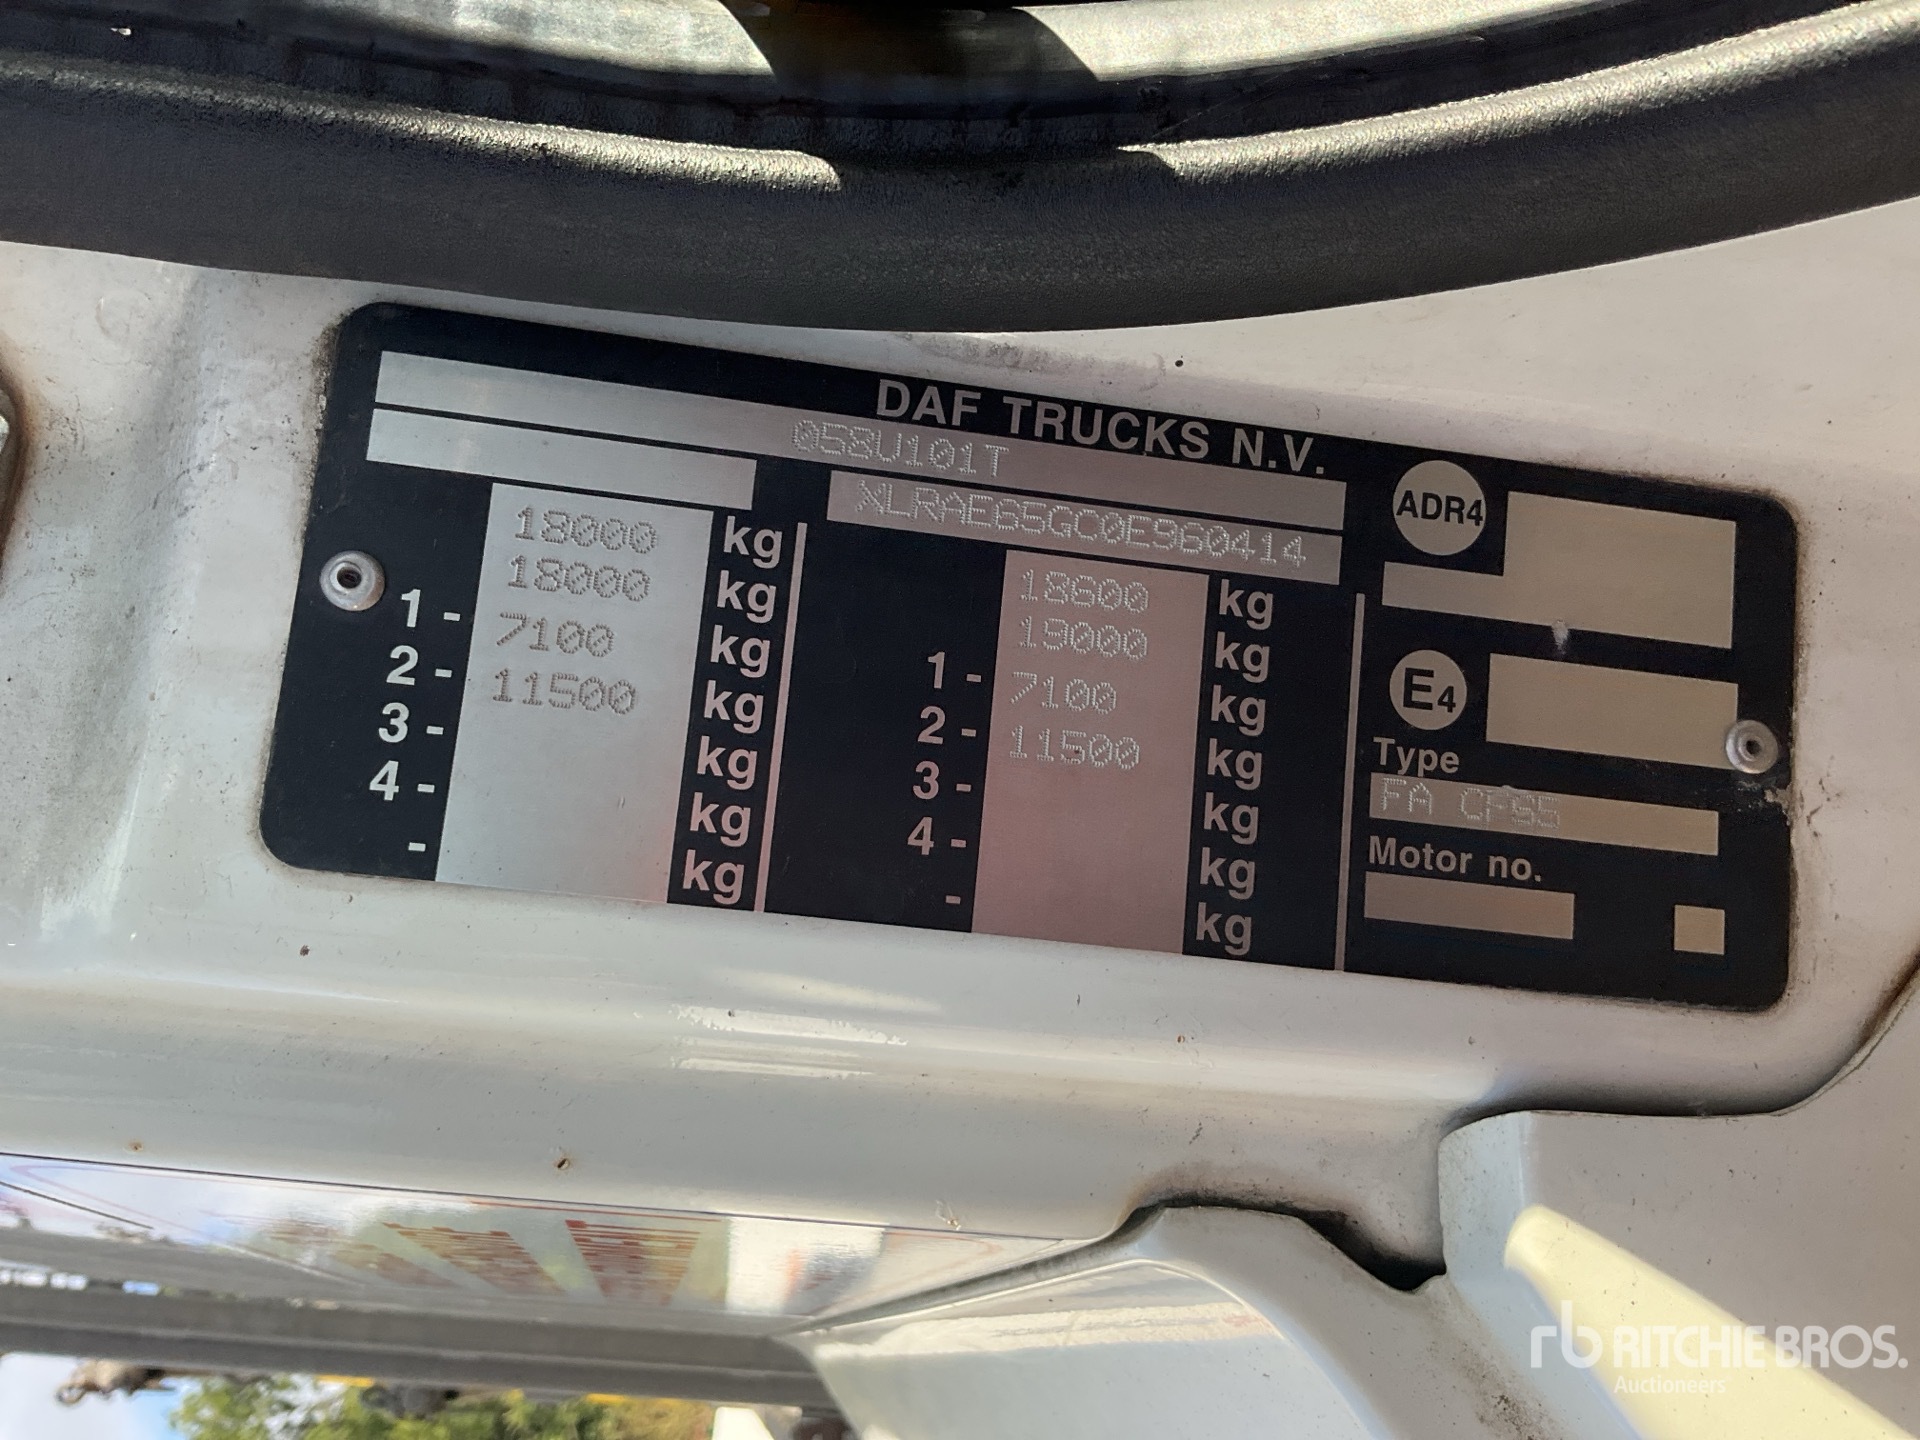 DAF TRUCKS N.V.
058U101T
XLRAE65GC0E960414
18000 kg
18000 kg
1- 7100 kg
2- 11500 kg
3- kg
4- kg
- kg
18600 kg
19000 kg
1- 7100 kg
2- 11500 kg
3- kg
4- kg
- kg
ADR4
E4
Type
FA CF65
Motor no.
rb RITCHIE BROS.
Auctioneers